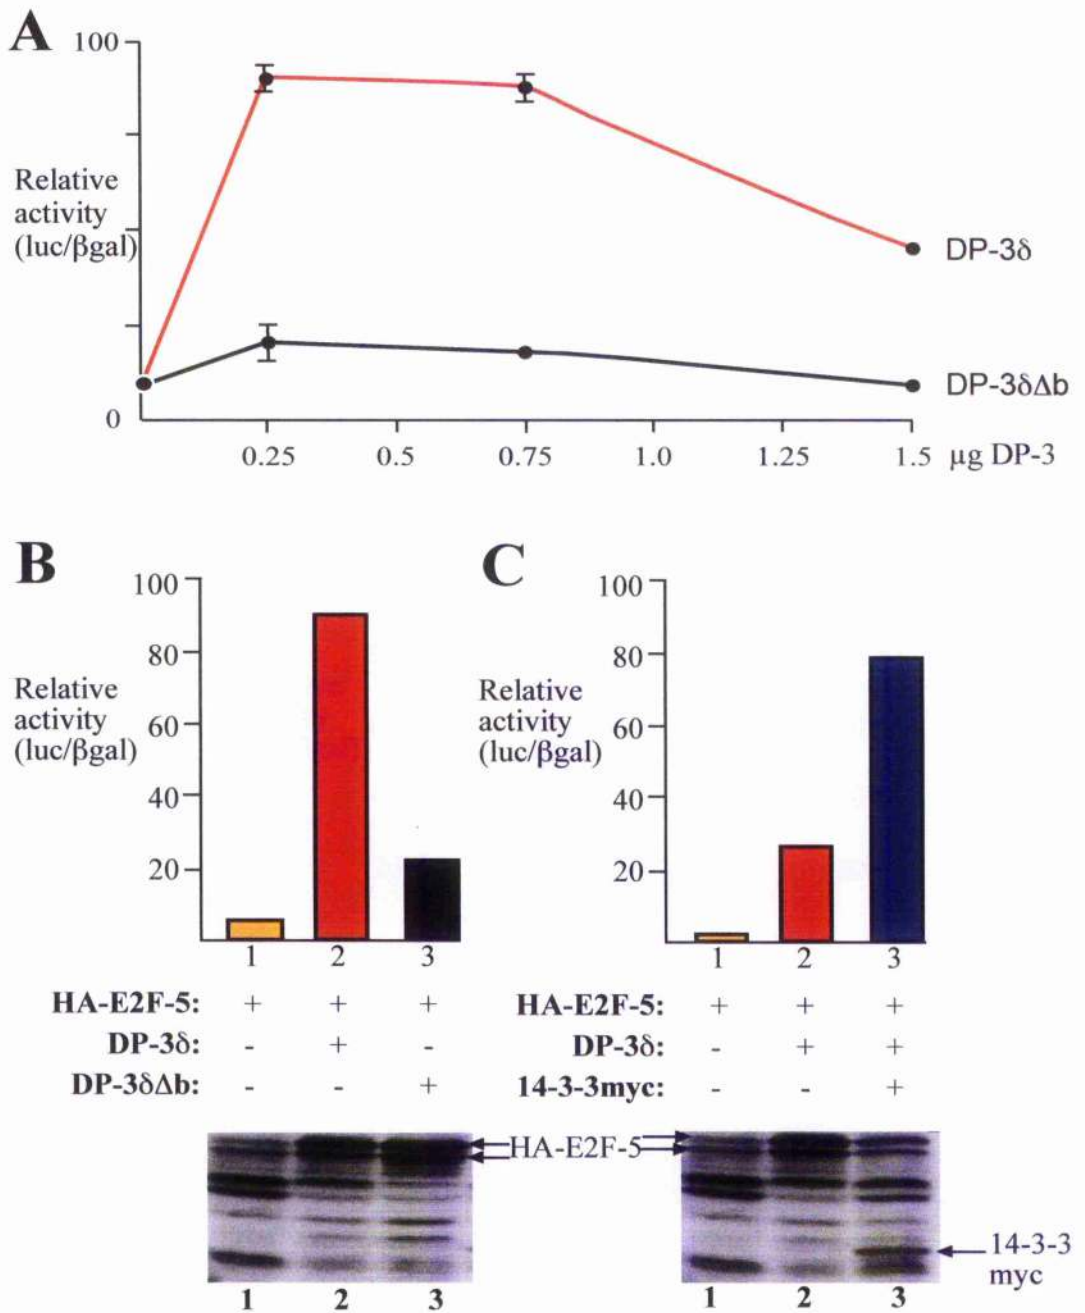 A
100
Relative
activity
(luc/βgal)
0
0.25 0.5 0.75 1.0 1.25 1.5 µg DP-3
DP-3δ
DP-3δΔb
B
100
80
60
40
20
Relative
activity
(luc/βgal)
1 2 3
HA-E2F-5: + + +
DP-3δ: - + -
DP-3δΔb: - - +
C
100
80
60
40
20
Relative
activity
(luc/βgal)
1 2 3
HA-E2F-5: + + +
DP-3δ: - + +
14-3-3myc: - - +
HA-E2F-5
14-3-3
myc
1 2 3
1 2 3